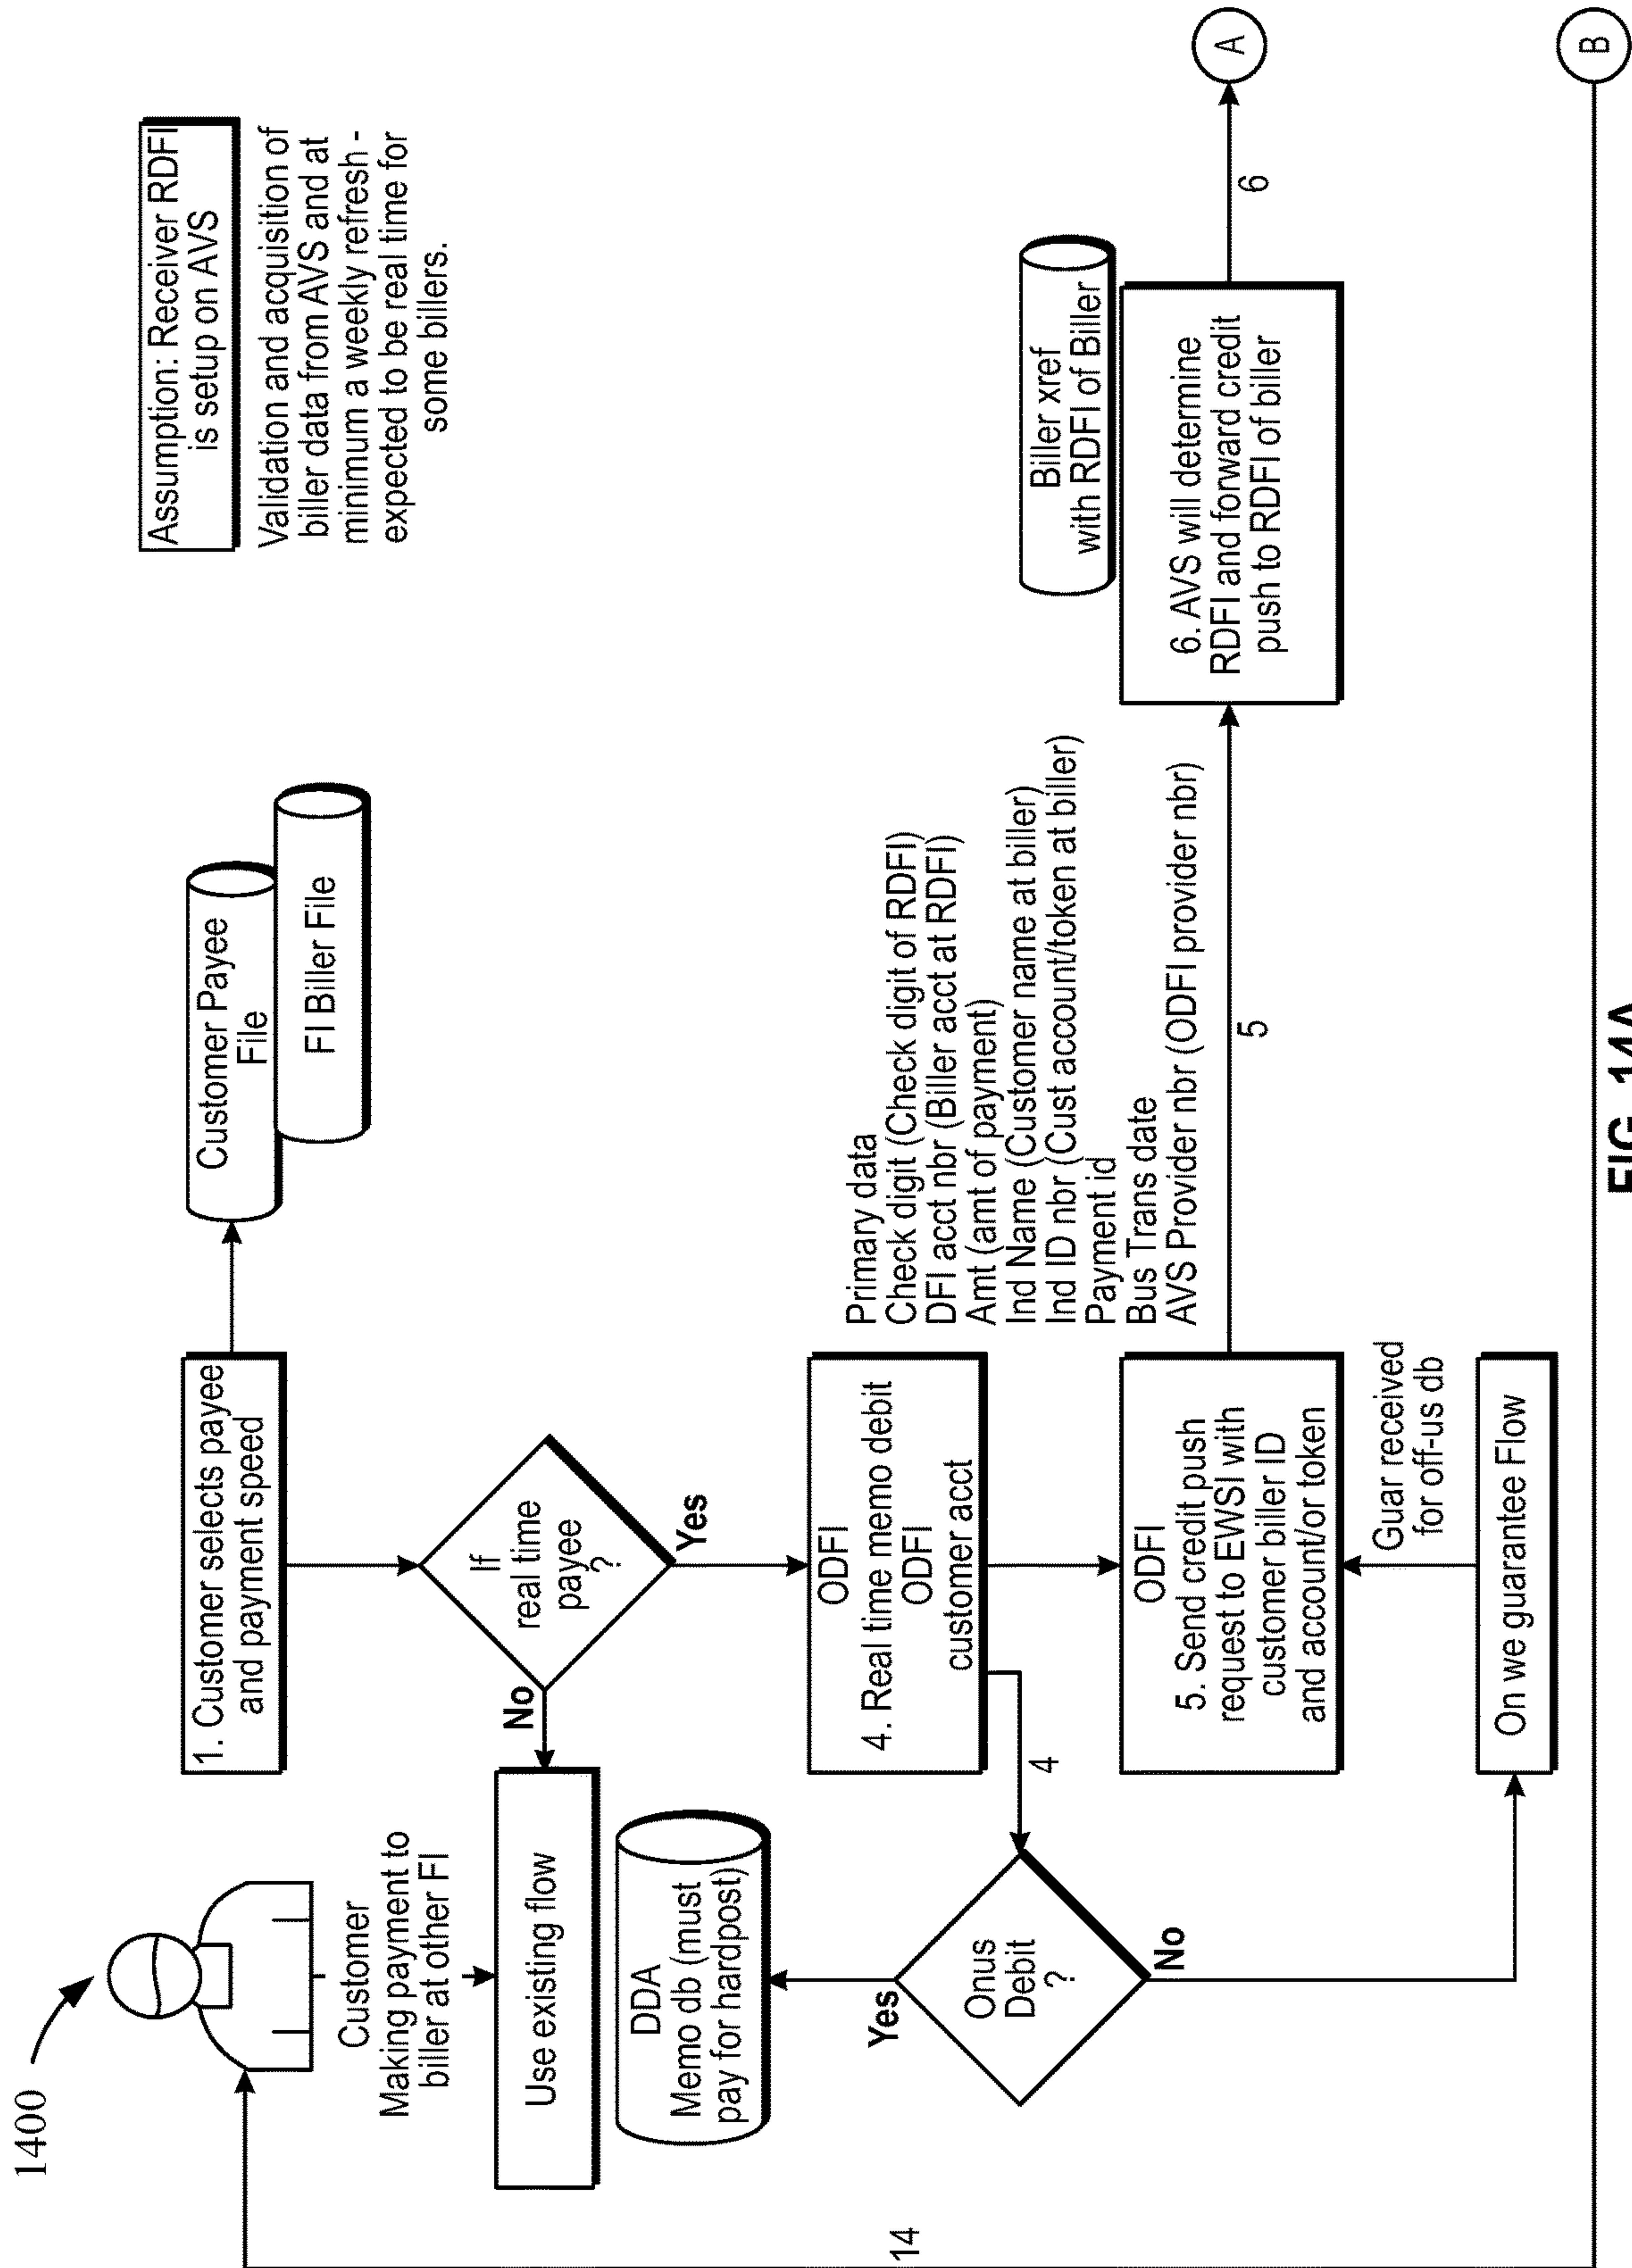 1400
Customer
Making payment to
biller at other FI
1. Customer selects payee
and payment speed
Customer Payee
File
FI Biller File
Assumption: Receiver RDFI
is setup on AVS
Validation and acquisition of
biller data from AVS and at
minimum a weekly refresh -
expected to be real time for
some billers.
If
real time
payee
?
No
Yes
Use existing flow
DDA
Memo db (must
pay for hardpost)
ODFI
4. Real time memo debit
ODFI
customer acct
4
Onus
Debit
?
Yes
No
Primary data
Check digit (Check digit of RDFI)
DFI acct nbr (Biller acct at RDFI)
Amt (amt of payment)
Ind Name (Customer name at biller)
Ind ID nbr (Cust account/token at biller)
Payment id
Bus Trans date
AVS Provider nbr (ODFI provider nbr)
ODFI
5. Send credit push
request to EWSI with
customer biller ID
and account/or token
5
Biller xref
with RDFI of Biller
6. AVS will determine
RDFI and forward credit
push to RDFI of biller
6
A
Guar received
for off-us db
On we guarantee Flow
14
B
FIG. 14A